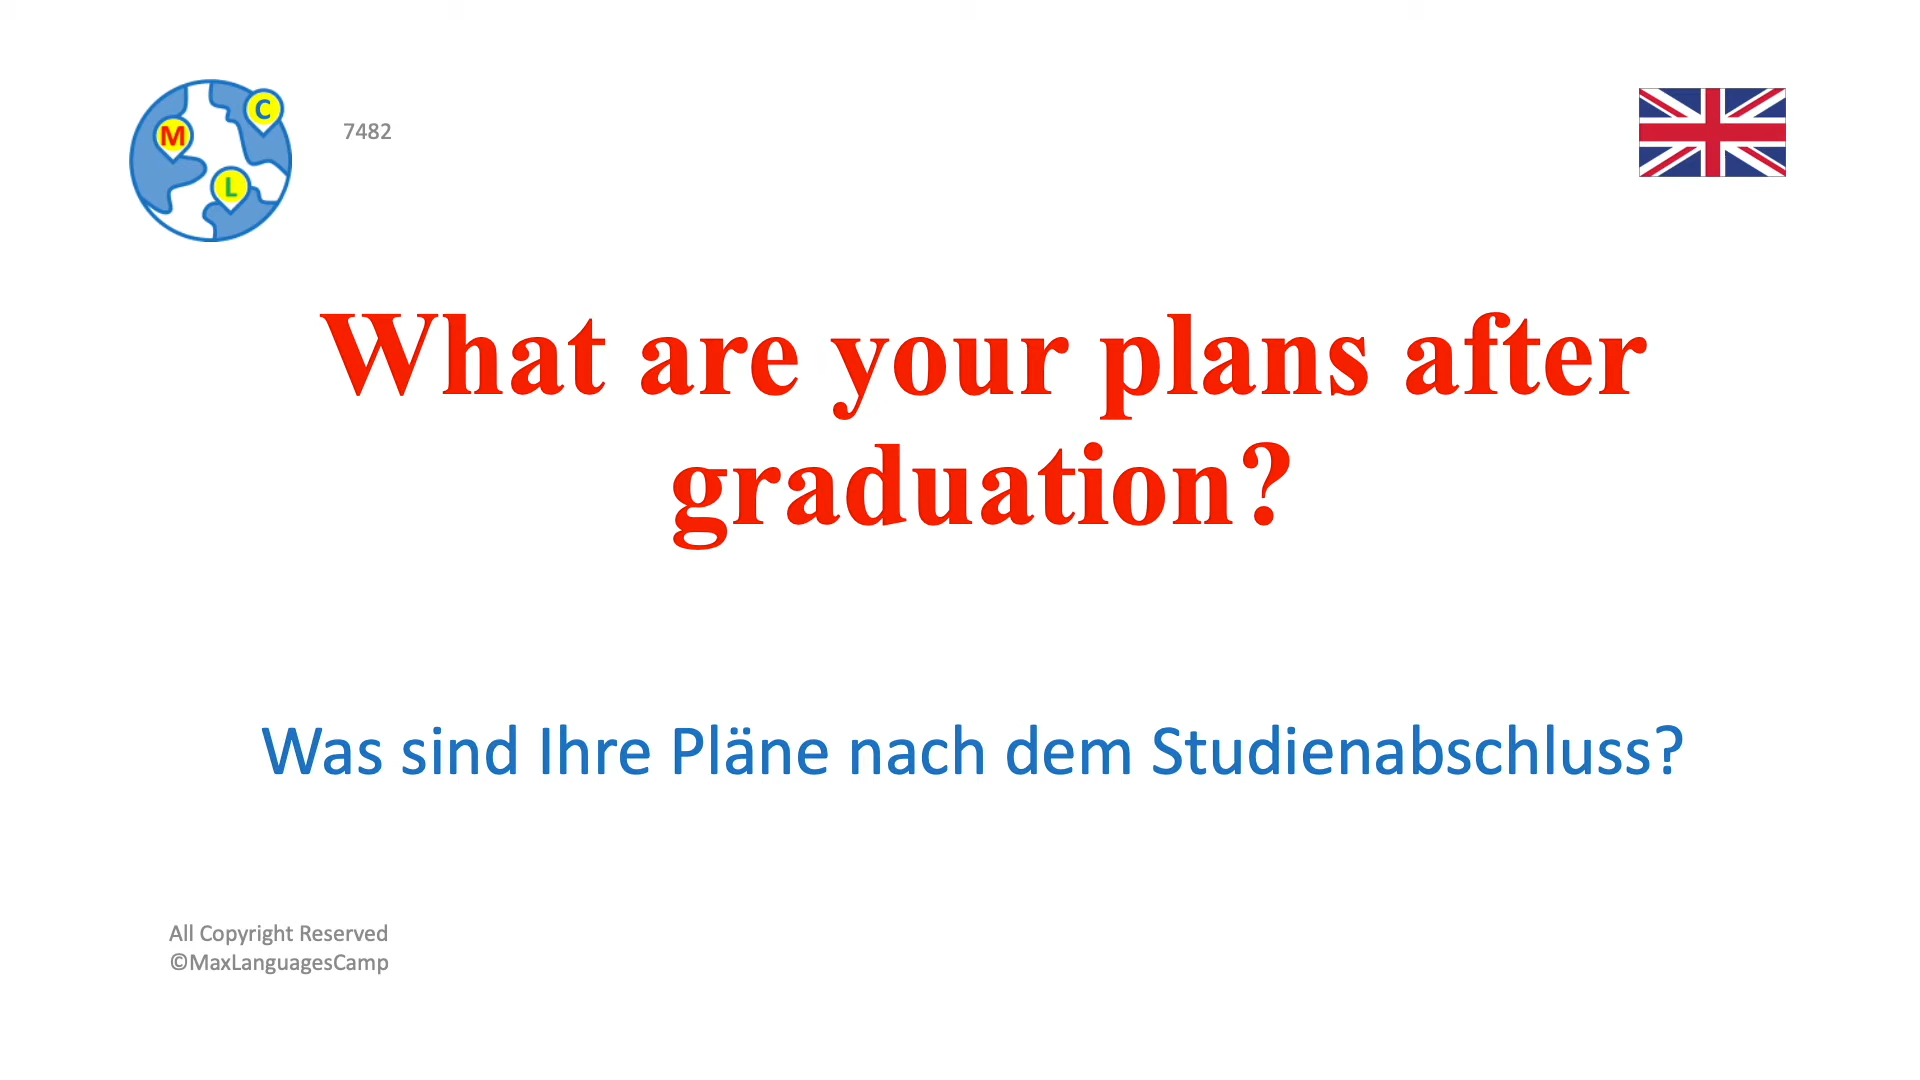 M
C
L
7482
What are your plans after
graduation?
Was sind Ihre Pläne nach dem Studienabschluss?
All Copyright Reserved
©MaxLanguagesCamp